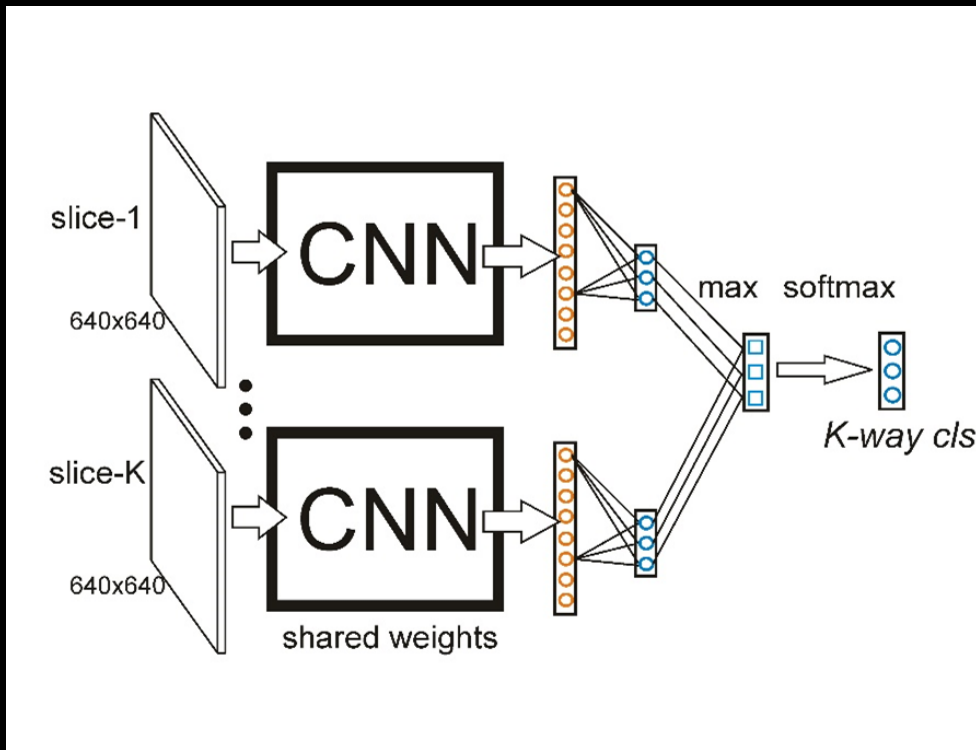 slice-1
640x640
CNN
max softmax
K-way cls
slice-K
640x640
CNN
shared weights